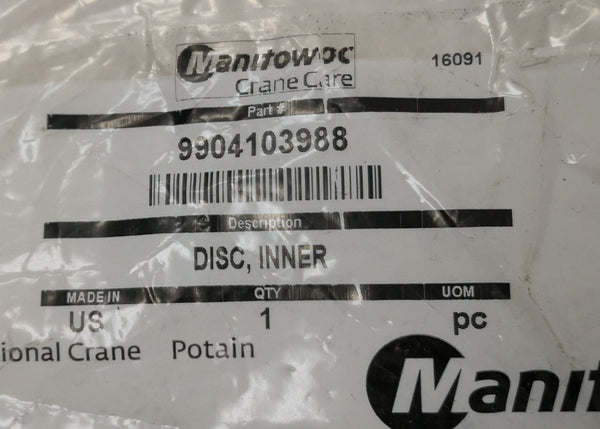 Manitowoc
Crane Care
16091
Part #
9904103988
Description
DISC, INNER
MADE IN QTY UOM
US 1 pc
ional Crane Potain
Manit